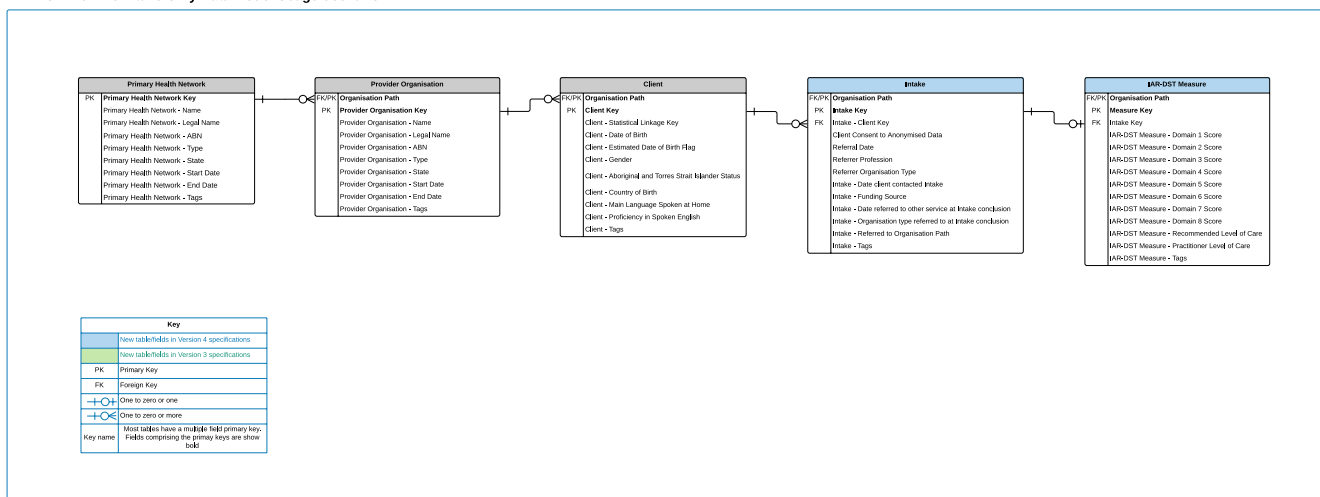 Primary Health Network
PK Primary Health Network Key
Primary Health Network - Name
Primary Health Network - Legal Name
Primary Health Network - ABN
Primary Health Network - Type
Primary Health Network - State
Primary Health Network - Start Date
Primary Health Network - End Date
Primary Health Network - Tags
Provider Organisation
FK/PK Organisation Path
PK Provider Organisation Key
Provider Organisation - Name
Provider Organisation - Legal Name
Provider Organisation - ABN
Provider Organisation - Type
Provider Organisation - State
Provider Organisation - Start Date
Provider Organisation - End Date
Provider Organisation - Tags
Client
FK/PK Organisation Path
PK Client Key
Client - Statistical Linkage Key
Client - Date of Birth
Client - Estimated Date of Birth Flag
Client - Gender
Client - Aboriginal and Torres Strait Islander Status
Client - Country of Birth
Client - Main Language Spoken at Home
Client - Proficiency in Spoken English
Client - Tags
Intake
FK/PK Organisation Path
PK Intake Key
FK Intake - Client Key
Client Consent to Anonymised Data
Referral Date
Referrer Profession
Referrer Organisation Type
Intake - Date client contacted Intake
Intake - Funding Source
Intake - Date referred to other service at Intake conclusion
Intake - Organisation type referred to at Intake conclusion
Intake - Referred to Organisation Path
Intake - Tags
IAR-DST Measure
FK/PK Organisation Path
PK Measure Key
FK Intake Key
IAR-DST Measure - Domain 1 Score
IAR-DST Measure - Domain 2 Score
IAR-DST Measure - Domain 3 Score
IAR-DST Measure - Domain 4 Score
IAR-DST Measure - Domain 5 Score
IAR-DST Measure - Domain 6 Score
IAR-DST Measure - Domain 7 Score
IAR-DST Measure - Domain 8 Score
IAR-DST Measure - Recommended Level of Care
IAR-DST Measure - Practitioner Level of Care
IAR-DST Measure - Tags
Key
New table/fields in Version 4 specifications
New table/fields in Version 3 specifications
PK Primary Key
FK Foreign Key
One to zero or one
One to zero or more
Key name Most tables have a multiple field primary key.
Fields comprising the primay keys are show
bold